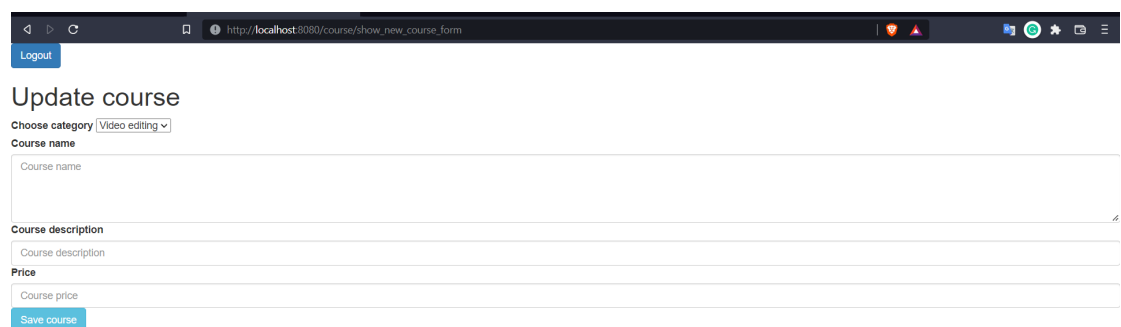 http://localhost:8080/course/show_new_course_form
Logout
Update course
Choose category Video editing
Course name
Course name
Course description
Course description
Price
Course price
Save course